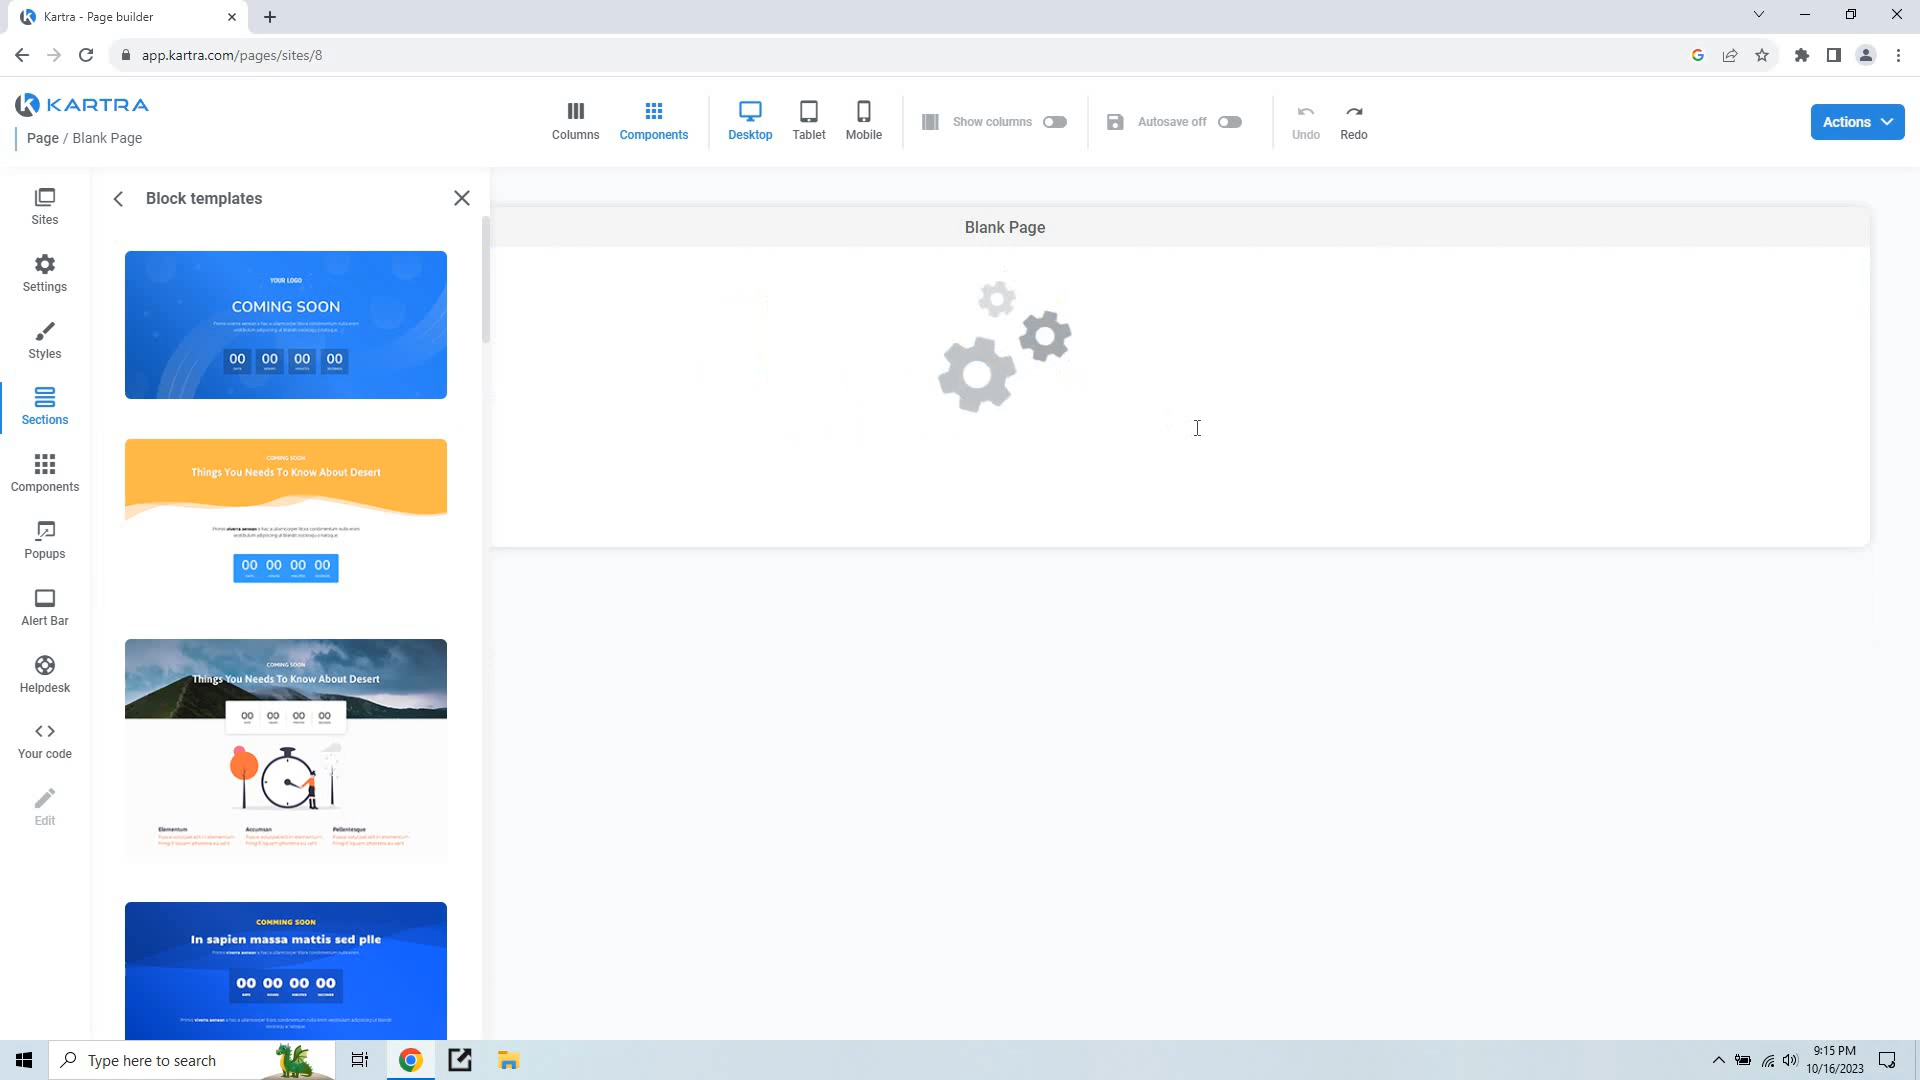 Kartra - Page builder
app.kartra.com/pages/sites/8
KARTRA
Page / Blank Page
Columns
Components
Desktop
Tablet
Mobile
Show columns
Autosave off
Undo
Redo
Actions
Sites
Settings
Styles
Sections
Components
Popups
Alert Bar
Helpdesk
Your code
Edit
Block templates
YOUR LOGO
COMING SOON
00 00 00 00
COMING SOON
Things You Needs To Know About Desert
00 00 00 00
COMING SOON
Things You Needs To Know About Desert
00 00 00 00
Elementum
Accumsan
Pellentesque
COMMING SOON
In sapien massa mattis sed plle
00 00 00 00
Blank Page
Type here to search
9:15 PM
10/16/2023